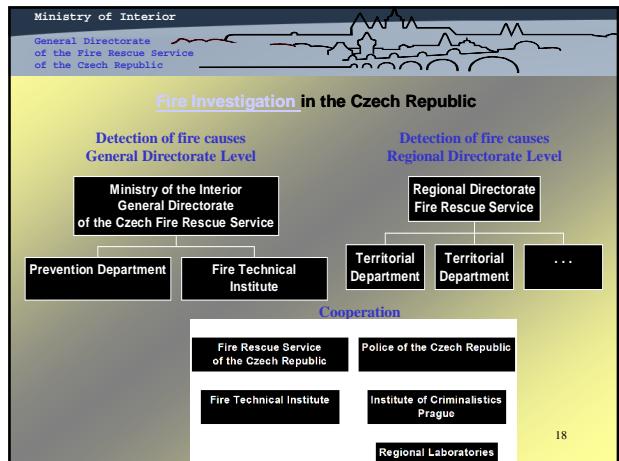 Ministry of Interior
General Directorate
of the Fire Rescue Service
of the Czech Republic
Fire Investigation in the Czech Republic
Detection of fire causes
General Directorate Level
Detection of fire causes
Regional Directorate Level
Ministry of the Interior
General Directorate
of the Czech Fire Rescue Service
Regional Directorate
Fire Rescue Service
Prevention Department
Fire Technical
Institute
Territorial
Department
Territorial
Department
. . .
Cooperation
Fire Rescue Service
of the Czech Republic
Police of the Czech Republic
Fire Technical Institute
Institute of Criminalistics
Prague
Regional Laboratories
18